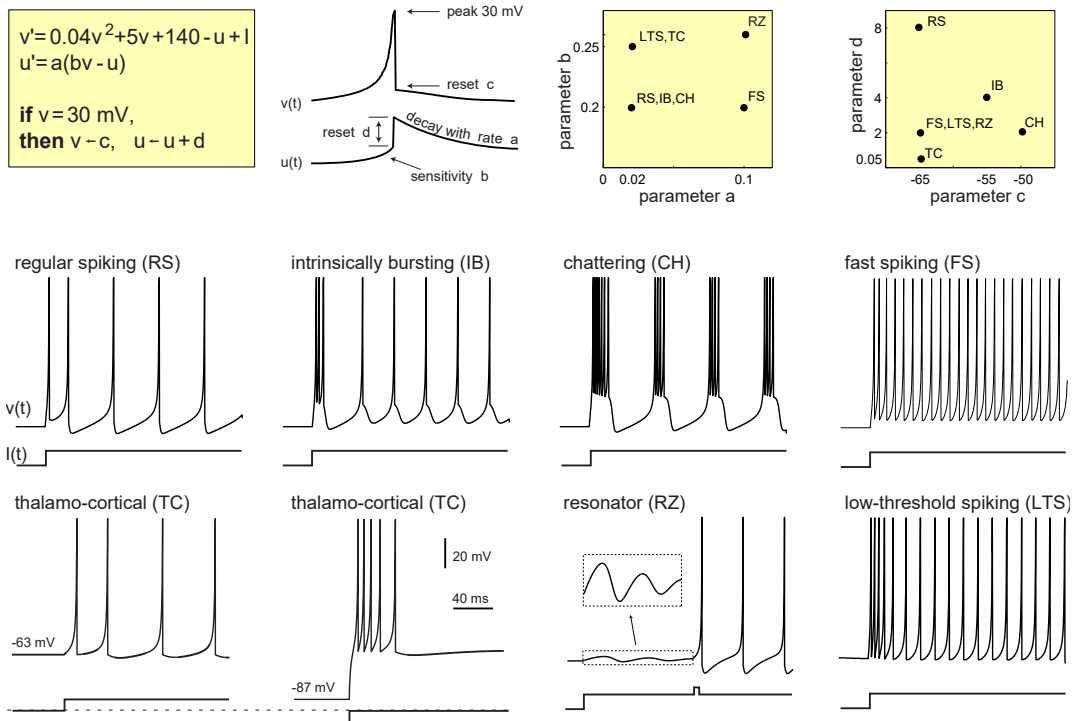 v'= 0.04v²+5v+140 - u + I
u'= a(bv - u)
if v = 30 mV,
then v ← c, u ← u + d
peak 30 mV
reset c
v(t)
reset d
decay with rate a
u(t)
sensitivity b
parameter b
0.25
0.2
LTS,TC
RZ
RS,IB,CH
FS
0
0.02
0.1
parameter a
parameter d
8
4
2
0.05
RS
IB
FS,LTS,RZ
CH
TC
-65
-55
-50
parameter c
regular spiking (RS)
intrinsically bursting (IB)
chattering (CH)
fast spiking (FS)
v(t)
I(t)
thalamo-cortical (TC)
thalamo-cortical (TC)
resonator (RZ)
low-threshold spiking (LTS)
20 mV
40 ms
-63 mV
-87 mV